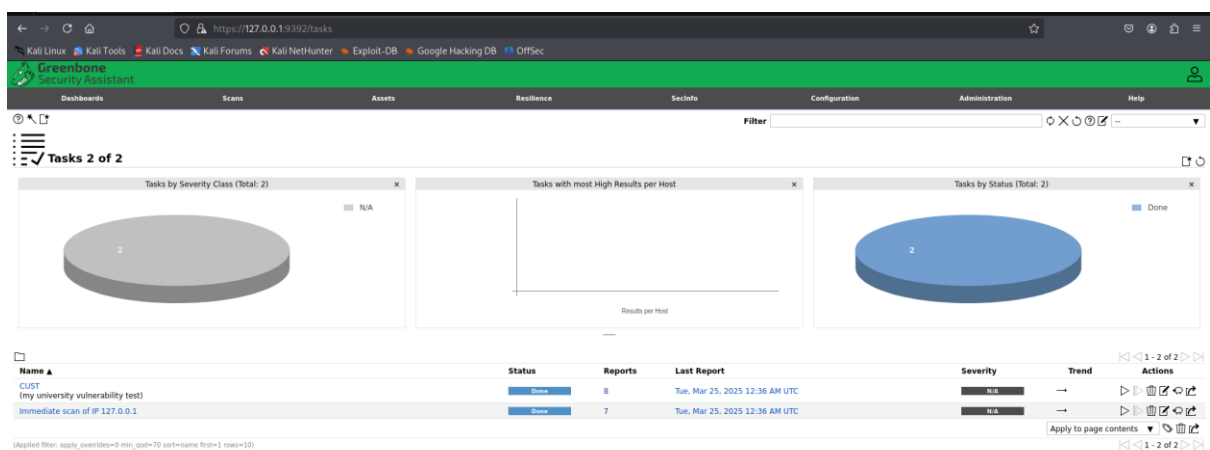 https://127.0.0.1:9392/tasks
Kali Linux Kali Tools Kali Docs Kali Forums Kali NetHunter Exploit-DB Google Hacking DB OffSec
Greenbone
Security Assistant
Dashboards Scans Assets Resilience SecInfo Configuration Administration Help
Filter --
Tasks 2 of 2
Tasks by Severity Class (Total: 2) × Tasks with most High Results per Host × Tasks by Status (Total: 2) ×
N/A Done
2 2
Results per Host
1 - 2 of 2
Name ▲ Status Reports Last Report Severity Trend Actions
CUST
(my university vulnerability test) Done 8 Tue, Mar 25, 2025 12:36 AM UTC N/A →
Immediate scan of IP 127.0.0.1 Done 7 Tue, Mar 25, 2025 12:36 AM UTC N/A →
Apply to page contents ▼
(Applied filter: apply_overrides=0 min_qod=70 sort=name first=1 rows=10) 1 - 2 of 2